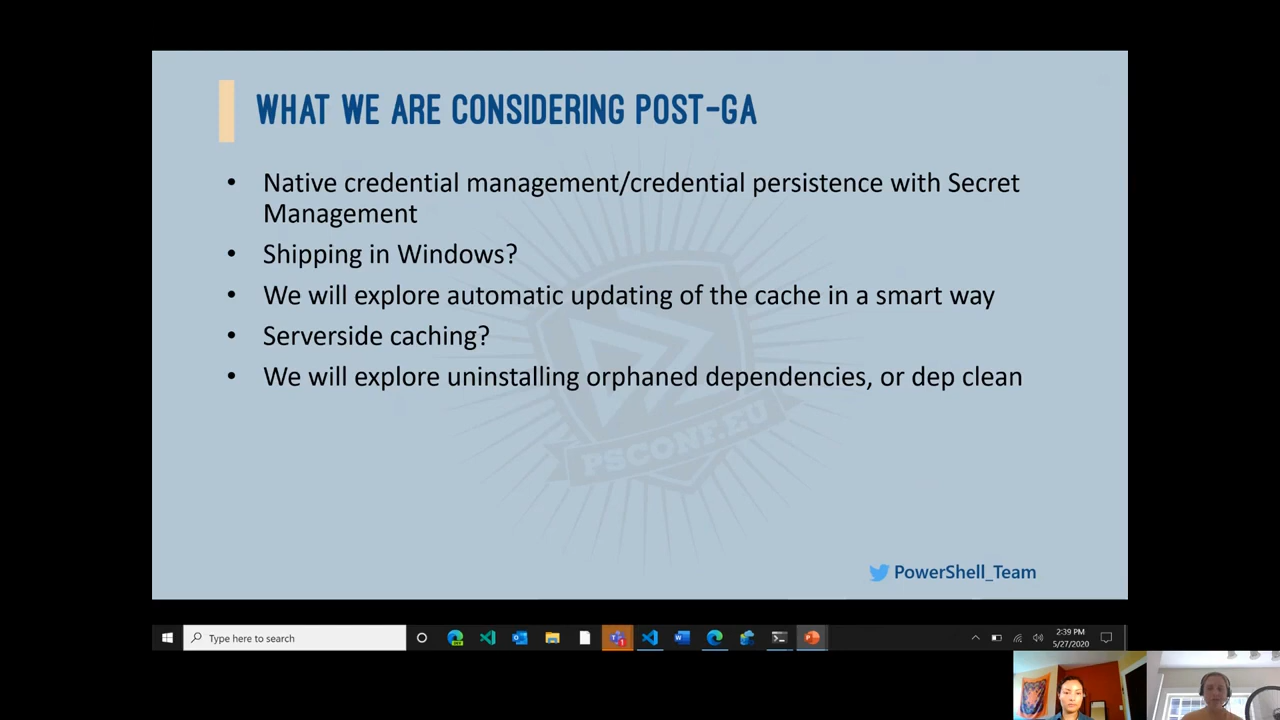 WHAT WE ARE CONSIDERING POST-GA
• Native credential management/credential persistence with Secret
Management
• Shipping in Windows?
• We will explore automatic updating of the cache in a smart way
• Serverside caching?
• We will explore uninstalling orphaned dependencies, or dep clean
PSCONF.EU
PowerShell_Team
Type here to search
2:39 PM
5/27/2020